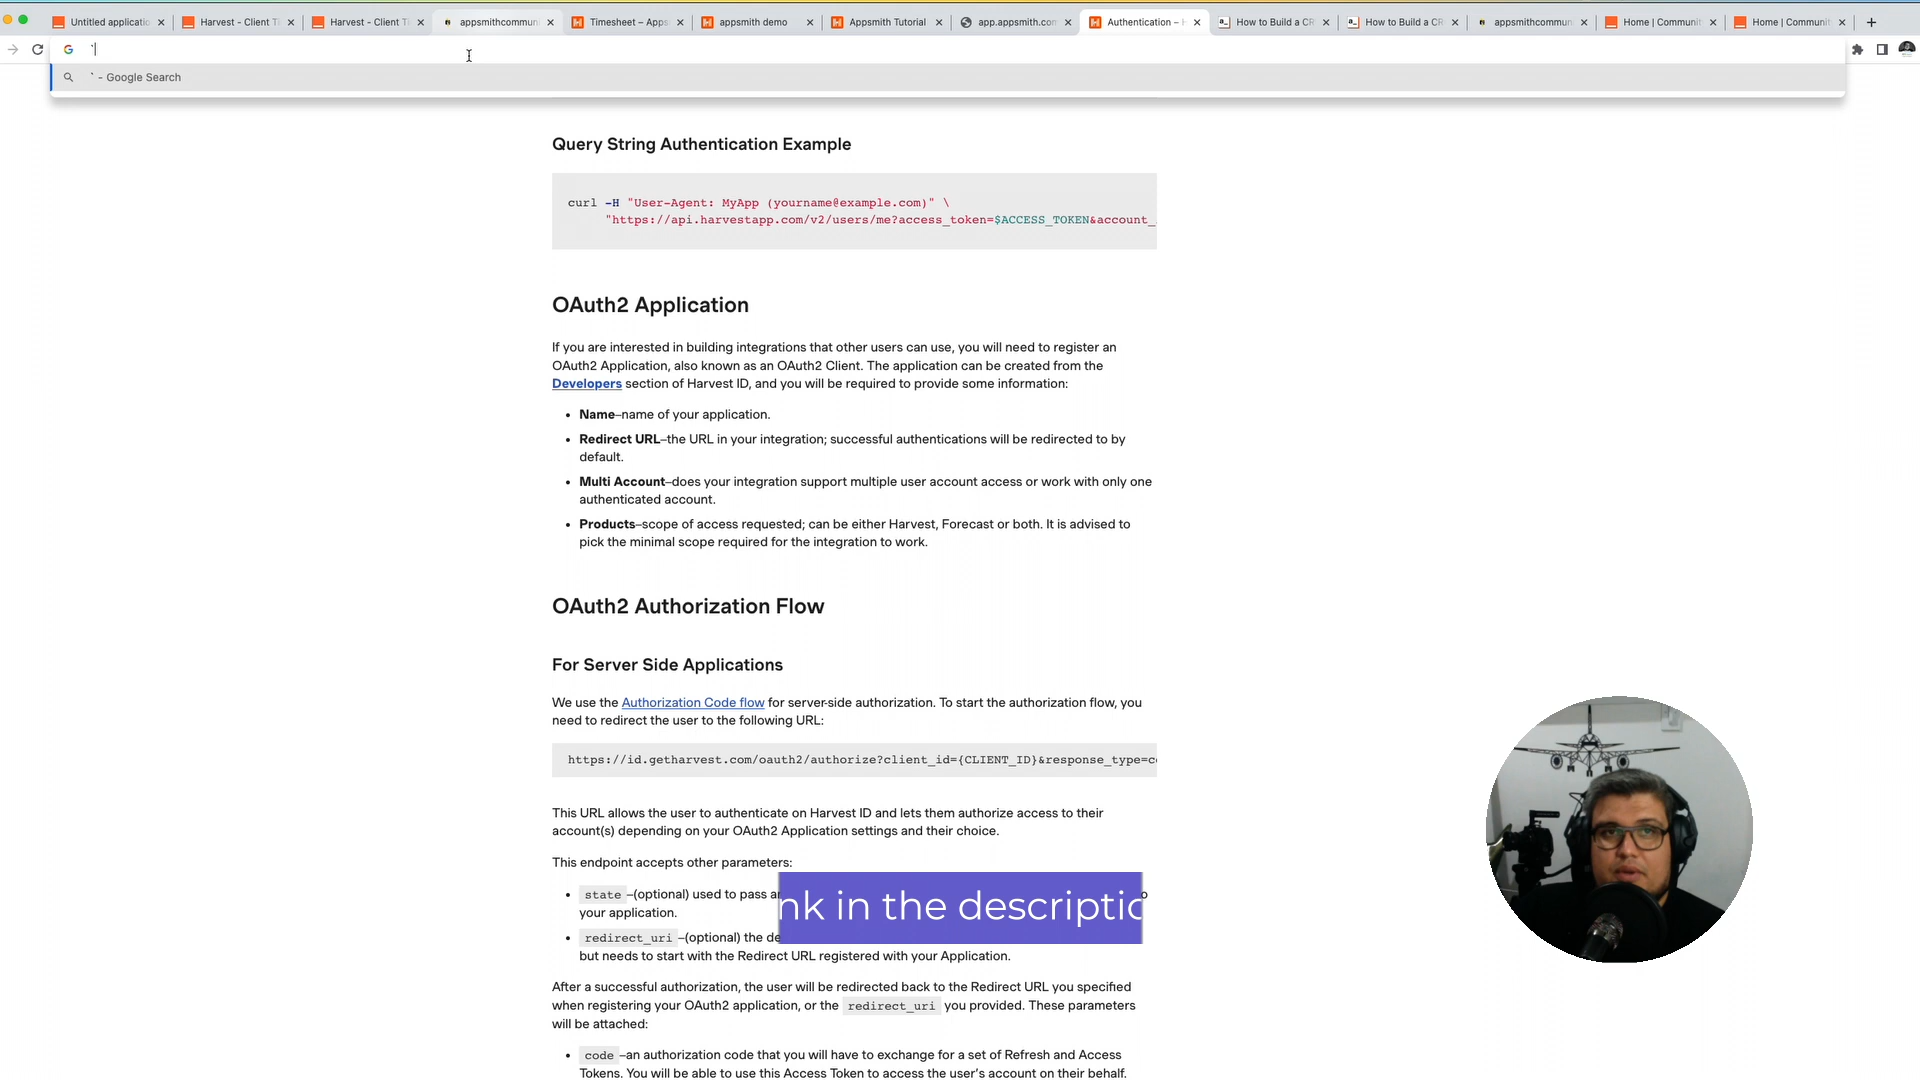 Untitled applicatio
Harvest - Client Ti
Harvest - Client Ti
appsmithcommuni
Timesheet – Apps
appsmith demo
Appsmith Tutorial
app.appsmith.com
Authentication – H
How to Build a CR
How to Build a CR
appsmithcommun
Home | Communit
Home | Communit
`
` - Google Search
Query String Authentication Example
curl -H "User-Agent: MyApp (yourname@example.com)" \
"https://api.harvestapp.com/v2/users/me?access_token=$ACCESS_TOKEN&account_
OAuth2 Application
If you are interested in building integrations that other users can use, you will need to register an
OAuth2 Application, also known as an OAuth2 Client. The application can be created from the
Developers section of Harvest ID, and you will be required to provide some information:
• Name–name of your application.
• Redirect URL–the URL in your integration; successful authentications will be redirected to by
default.
• Multi Account–does your integration support multiple user account access or work with only one
authenticated account.
• Products–scope of access requested; can be either Harvest, Forecast or both. It is advised to
pick the minimal scope required for the integration to work.
OAuth2 Authorization Flow
For Server Side Applications
We use the Authorization Code flow for server-side authorization. To start the authorization flow, you
need to redirect the user to the following URL:
https://id.getharvest.com/oauth2/authorize?client_id={CLIENT_ID}&response_type=co
This URL allows the user to authenticate on Harvest ID and lets them authorize access to their
account(s) depending on your OAuth2 Application settings and their choice.
This endpoint accepts other parameters:
• state –(optional) used to pass
your application.
• redirect_uri –(optional) the
but needs to start with the Redirect URL registered with your Application.
nk in the descriptio
After a successful authorization, the user will be redirected back to the Redirect URL you specified
when registering your OAuth2 application, or the redirect_uri you provided. These parameters
will be attached:
• code –an authorization code that you will have to exchange for a set of Refresh and Access
Tokens. You will be able to use this Access Token to access the user's account on their behalf.